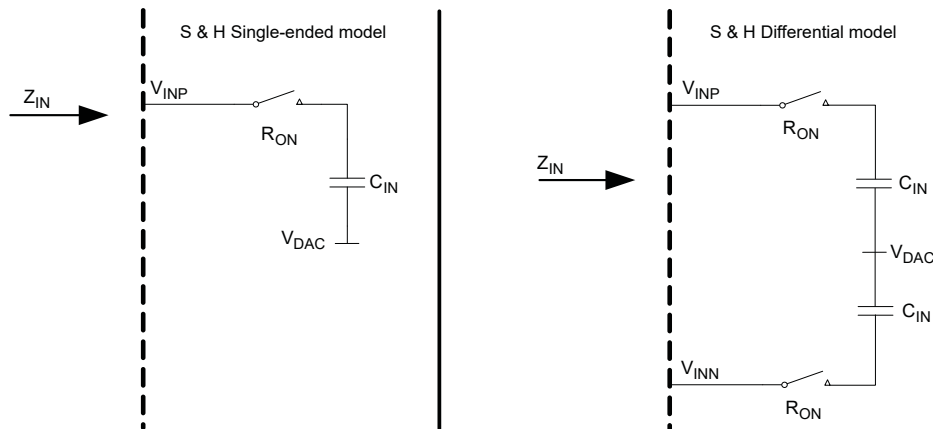 S & H Single-ended model
Z_IN
V_INP
R_ON
C_IN
V_DAC
S & H Differential model
V_INP
R_ON
Z_IN
C_IN
V_DAC
C_IN
V_INN
R_ON